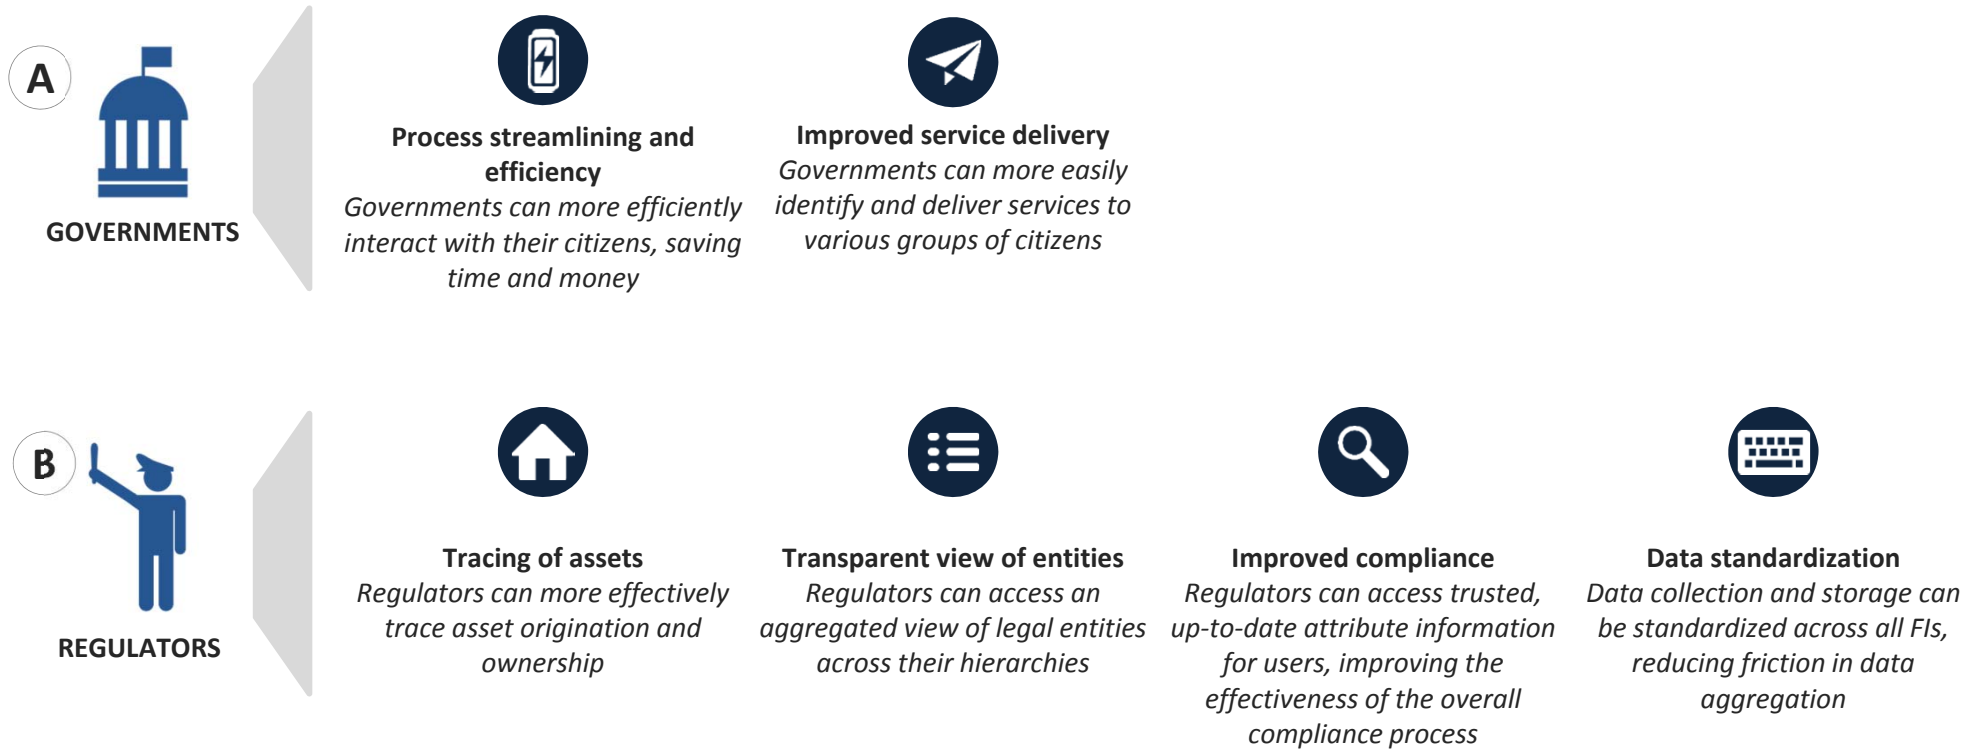 A
GOVERNMENTS
Process streamlining and
efficiency
Governments can more efficiently
interact with their citizens, saving
time and money
Improved service delivery
Governments can more easily
identify and deliver services to
various groups of citizens
B
REGULATORS
Tracing of assets
Regulators can more effectively
trace asset origination and
ownership
Transparent view of entities
Regulators can access an
aggregated view of legal entities
across their hierarchies
Improved compliance
Regulators can access trusted,
up-to-date attribute information
for users, improving the
effectiveness of the overall
compliance process
Data standardization
Data collection and storage can
be standardized across all FIs,
reducing friction in data
aggregation